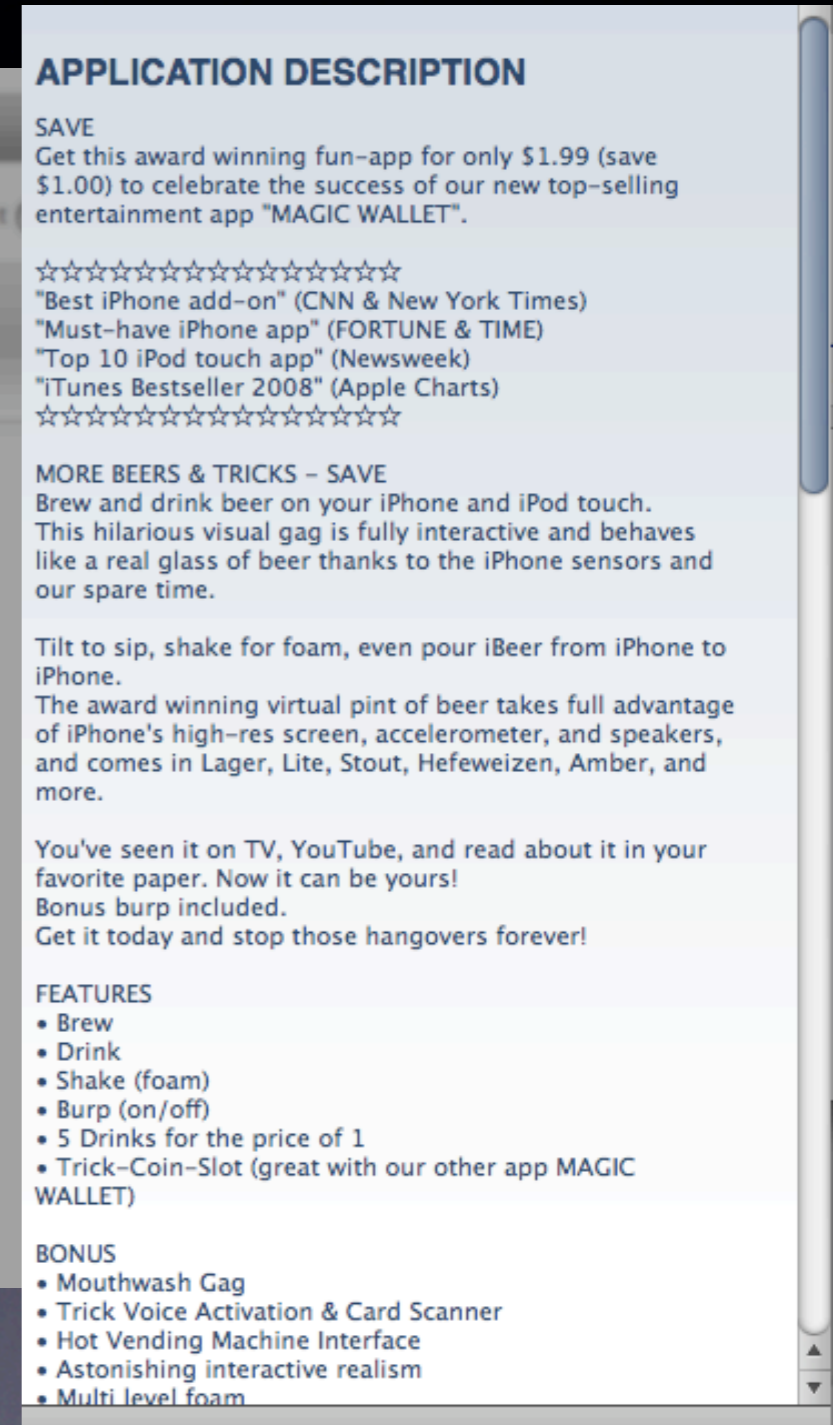 APPLICATION DESCRIPTION
SAVE
Get this award winning fun-app for only $1.99 (save
$1.00) to celebrate the success of our new top-selling
entertainment app "MAGIC WALLET".
☆☆☆☆☆☆☆☆☆☆☆☆☆☆☆
"Best iPhone add-on" (CNN & New York Times)
"Must-have iPhone app" (FORTUNE & TIME)
"Top 10 iPod touch app" (Newsweek)
"iTunes Bestseller 2008" (Apple Charts)
☆☆☆☆☆☆☆☆☆☆☆☆☆☆☆
MORE BEERS & TRICKS – SAVE
Brew and drink beer on your iPhone and iPod touch.
This hilarious visual gag is fully interactive and behaves
like a real glass of beer thanks to the iPhone sensors and
our spare time.
Tilt to sip, shake for foam, even pour iBeer from iPhone to
iPhone.
The award winning virtual pint of beer takes full advantage
of iPhone's high-res screen, accelerometer, and speakers,
and comes in Lager, Lite, Stout, Hefeweizen, Amber, and
more.
You've seen it on TV, YouTube, and read about it in your
favorite paper. Now it can be yours!
Bonus burp included.
Get it today and stop those hangovers forever!
FEATURES
• Brew
• Drink
• Shake (foam)
• Burp (on/off)
• 5 Drinks for the price of 1
• Trick-Coin-Slot (great with our other app MAGIC
WALLET)
BONUS
• Mouthwash Gag
• Trick Voice Activation & Card Scanner
• Hot Vending Machine Interface
• Astonishing interactive realism
• Multi level foam